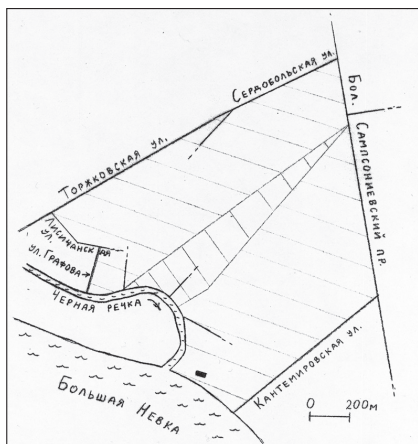 Сердобольская ул.
Бол. Сампсониевский пр.
Торжковская ул.
Лисичанская
ул.
ул. Графова
Черная речка
Кантемировская ул.
Большая Невка
0 200м